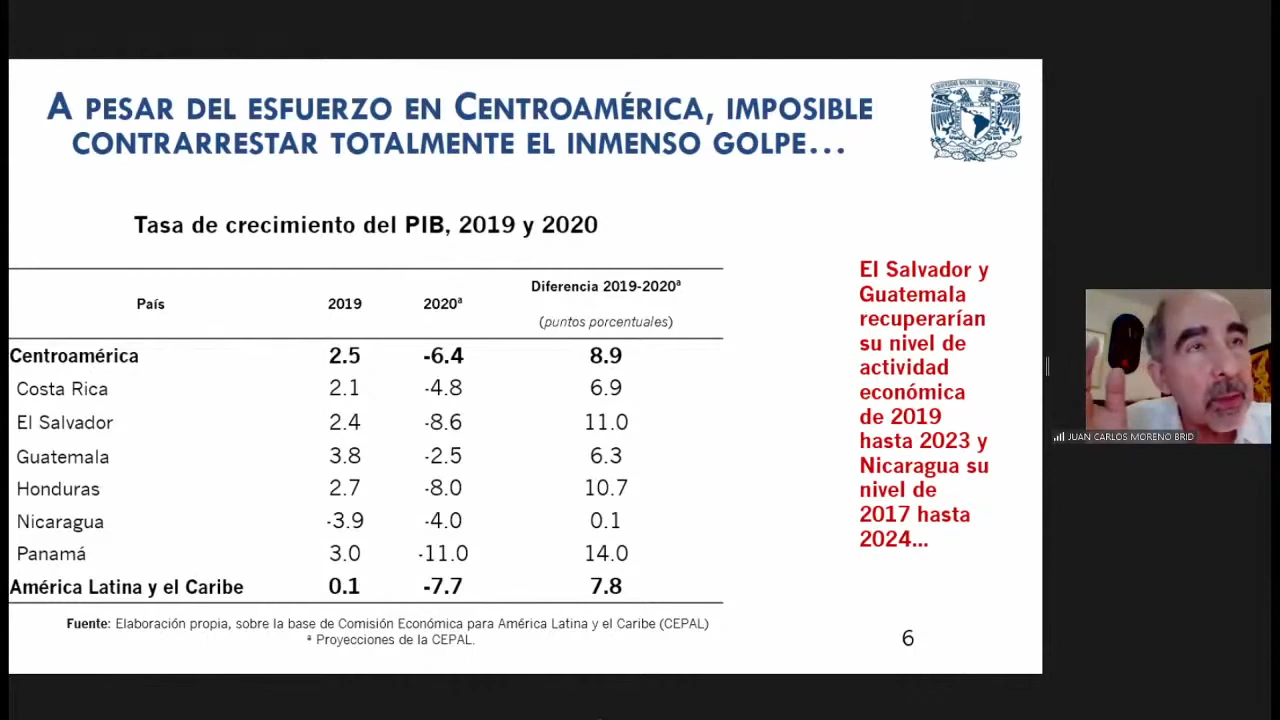 A PESAR DEL ESFUERZO EN CENTROAMÉRICA, IMPOSIBLE
CONTRARRESTAR TOTALMENTE EL INMENSO GOLPE...
Tasa de crecimiento del PIB, 2019 y 2020
País 2019 2020ª Diferencia 2019-2020ª
(puntos porcentuales)
Centroamérica 2.5 -6.4 8.9
Costa Rica 2.1 -4.8 6.9
El Salvador 2.4 -8.6 11.0
Guatemala 3.8 -2.5 6.3
Honduras 2.7 -8.0 10.7
Nicaragua -3.9 -4.0 0.1
Panamá 3.0 -11.0 14.0
América Latina y el Caribe 0.1 -7.7 7.8
Fuente: Elaboración propia, sobre la base de Comisión Económica para América Latina y el Caribe (CEPAL)
ª Proyecciones de la CEPAL.
El Salvador y
Guatemala
recuperarían
su nivel de
actividad
económica
de 2019
hasta 2023 y
Nicaragua su
nivel de
2017 hasta
2024...
6
JUAN CARLOS MORENO BRID